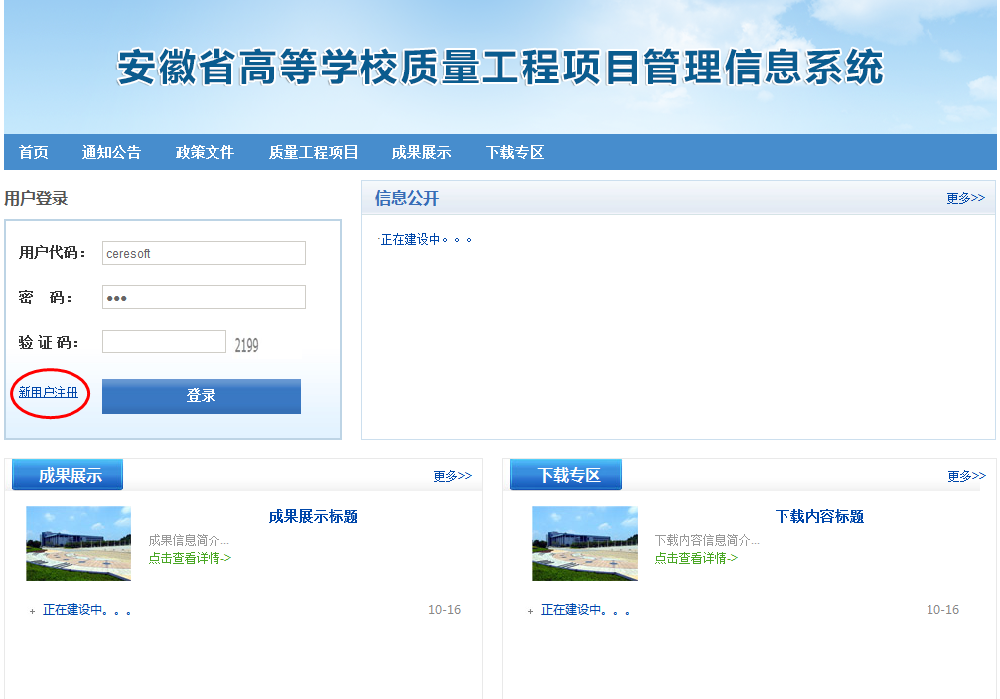 安徽省高等学校质量工程项目管理信息系统
首页 通知公告 政策文件 质量工程项目 成果展示 下载专区
用户登录
用户代码： ceresoft
密 码： ●●●
验 证 码： 2199
新用户注册 登录
信息公开 更多>>
·正在建设中。。。
成果展示 更多>>
成果展示标题
成果信息简介...
点击查看详情->
+ 正在建设中。。。 10-16
下载专区 更多>>
下载内容标题
下载内容信息简介...
点击查看详情->
+ 正在建设中。。。 10-16